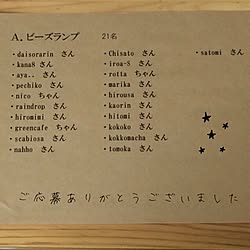 A. ビーズランプ 21名
・daisorarin さん
・kana8 さん
・aya.. さん
・pechiko さん
・nico ちゃん
・raindrop さん
・hiromimi さん
・greencafe ちゃん
・scabiosa さん
・nahho さん
・Chisato さん
・iroa-8 さん
・rotta ちゃん
・marika さん
・hirousa さん
・kaorin さん
・hitomi さん
・kokoko さん
・kokkomacha さん
・tomoka さん
・satomi さん
ご応募ありがとうございました